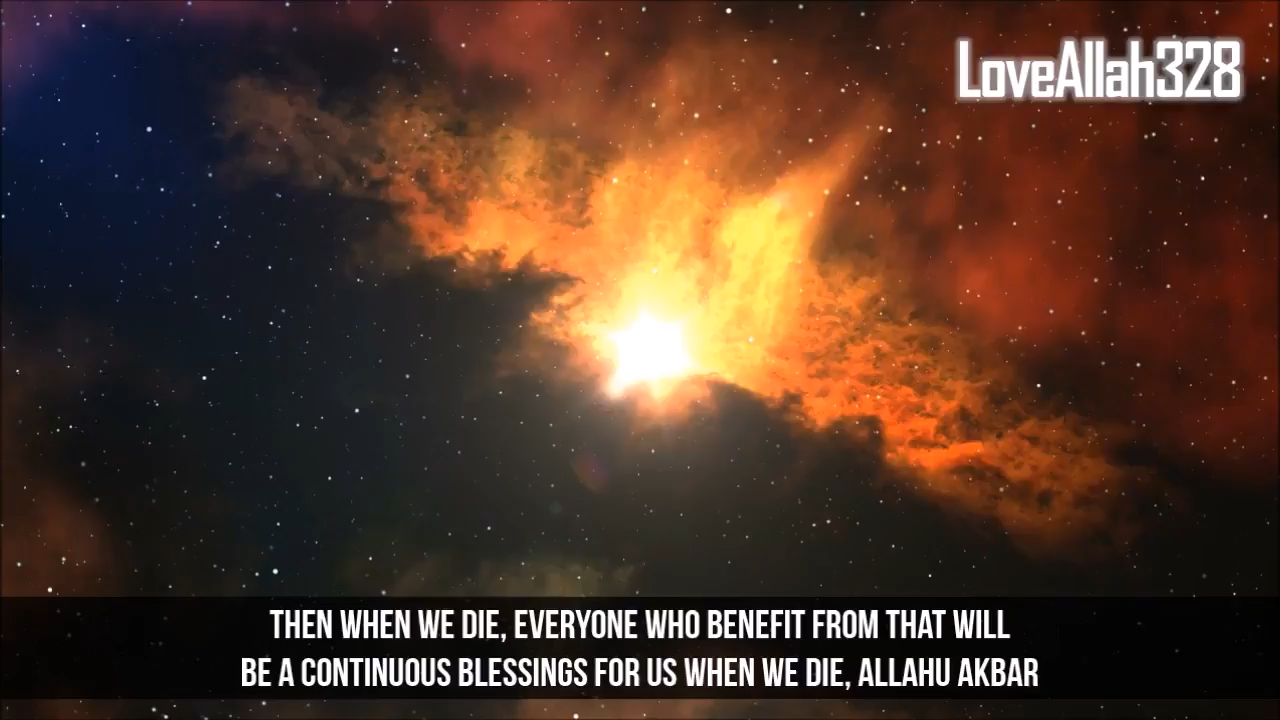 LoveAllah328
THEN WHEN WE DIE, EVERYONE WHO BENEFIT FROM THAT WILL
BE A CONTINUOUS BLESSINGS FOR US WHEN WE DIE, ALLAHU AKBAR